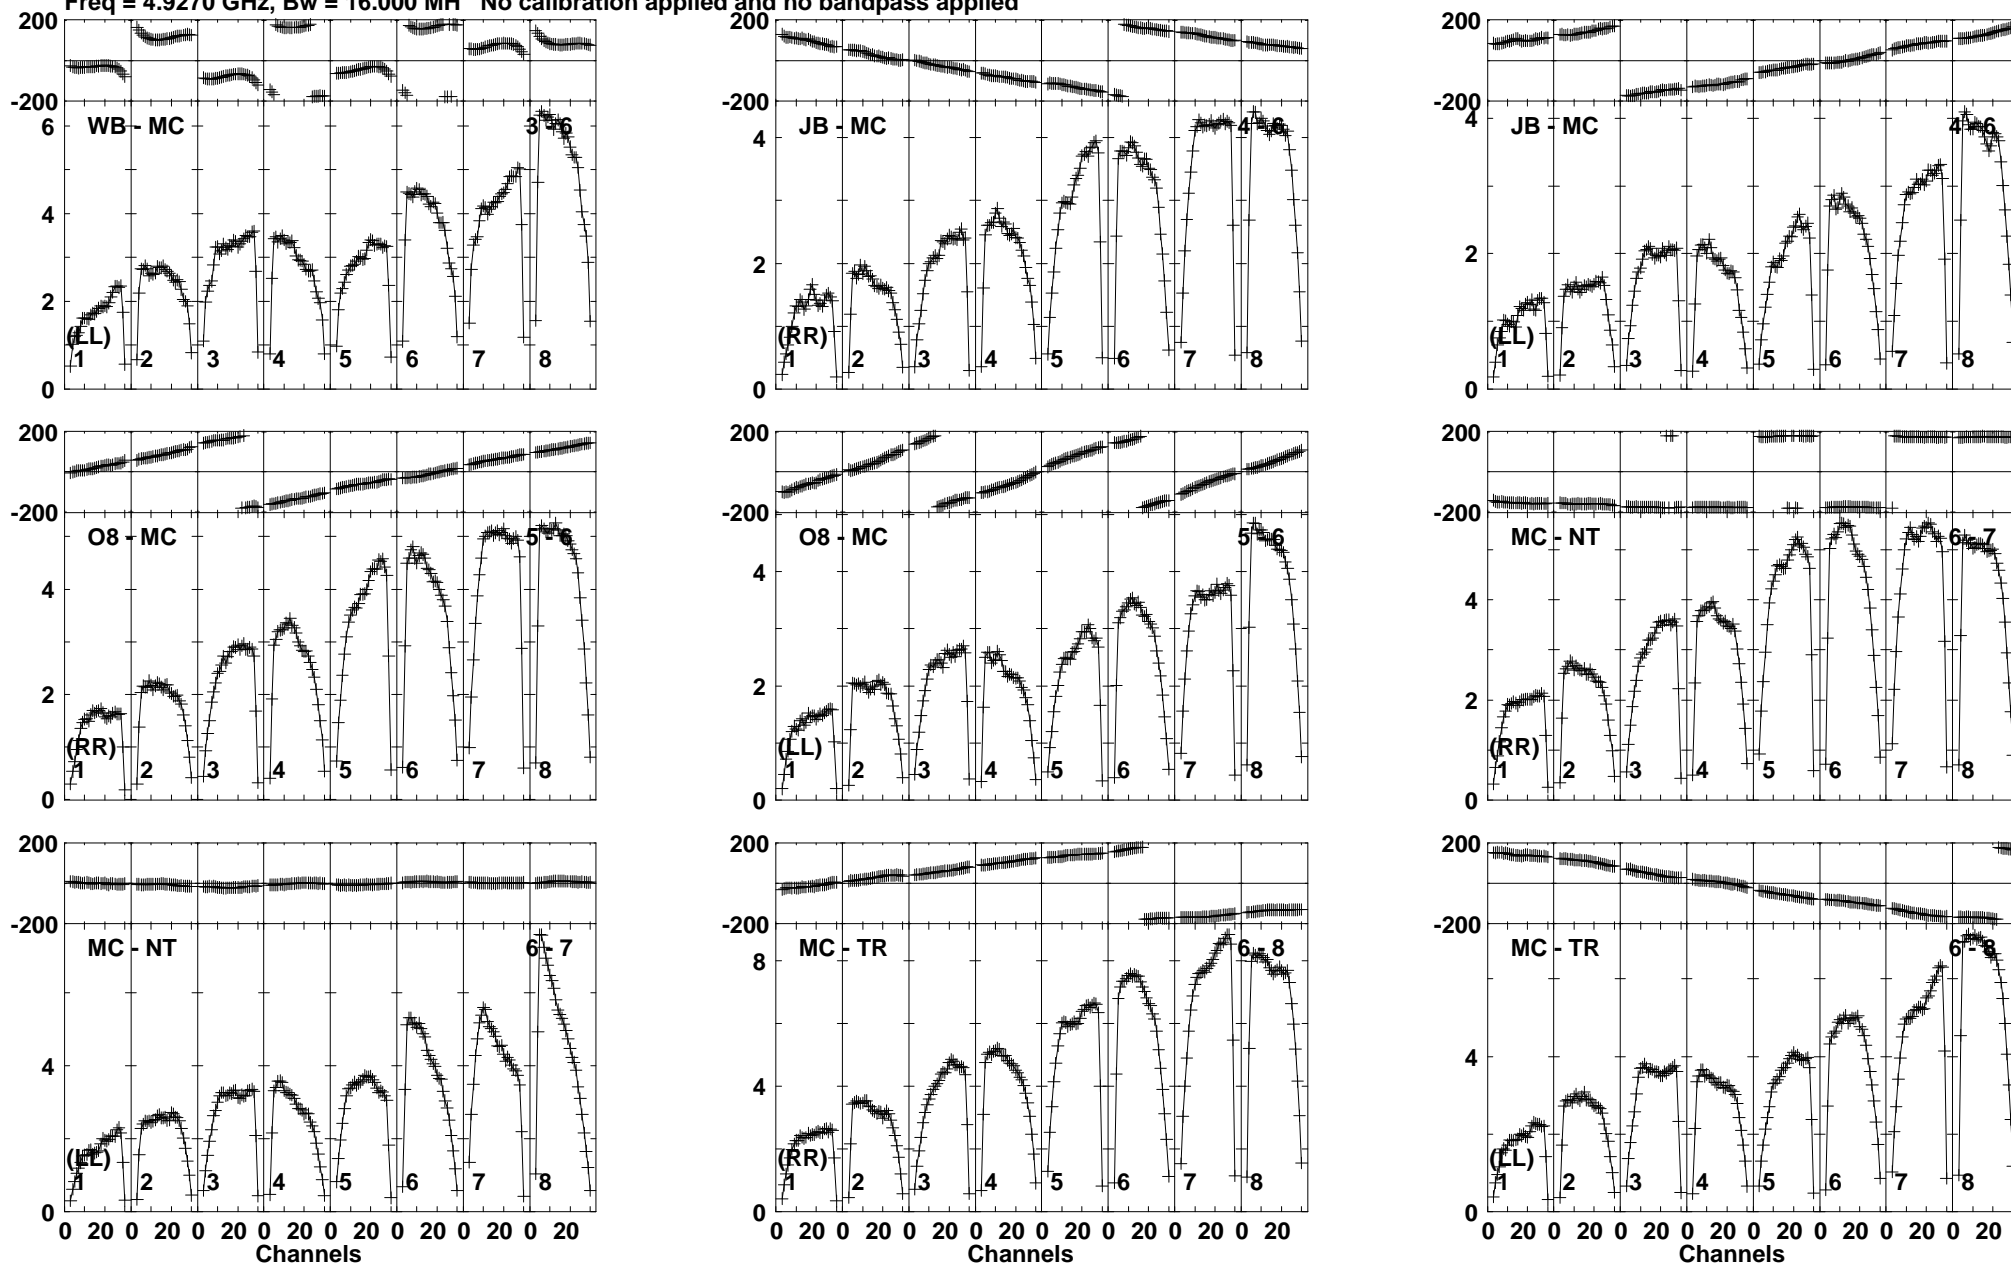 Freq = 4.9270 GHz, Bw = 16.000 MH No calibration applied and no bandpass applied
200 200 200
-200 -200 -200
WB - MC 3 - 6 JB - MC 4 - 6 JB - MC 4 - 6
6 4 4
4 2 2
2
(LL) (RR) (LL)
1 2 3 4 5 6 7 8 1 2 3 4 5 6 7 8 1 2 3 4 5 6 7 8
0 0 0
200 200 200
-200 -200 -200
O8 - MC 5 - 6 O8 - MC 5 - 6 MC - NT 6 - 7
4 4 4
2 2 2
(RR) (LL) (RR)
1 2 3 4 5 6 7 8 1 2 3 4 5 6 7 8 1 2 3 4 5 6 7 8
0 0 0
200 200 200
-200 -200 -200
MC - NT 6 - 7 MC - TR 6 - 8 MC - TR 6 - 8
8
4 4 4
(LL) (RR) (LL)
1 2 3 4 5 6 7 8 1 2 3 4 5 6 7 8 1 2 3 4 5 6 7 8
0 0 0
0 20 0 20 0 20 0 20 0 20 0 20 0 20 0 20 0 20 0 20 0 20 0 20 0 20 0 20 0 20 0 20 0 20 0 20 0 20 0 20 0 20 0 20 0 20 0 20
Channels Channels Channels